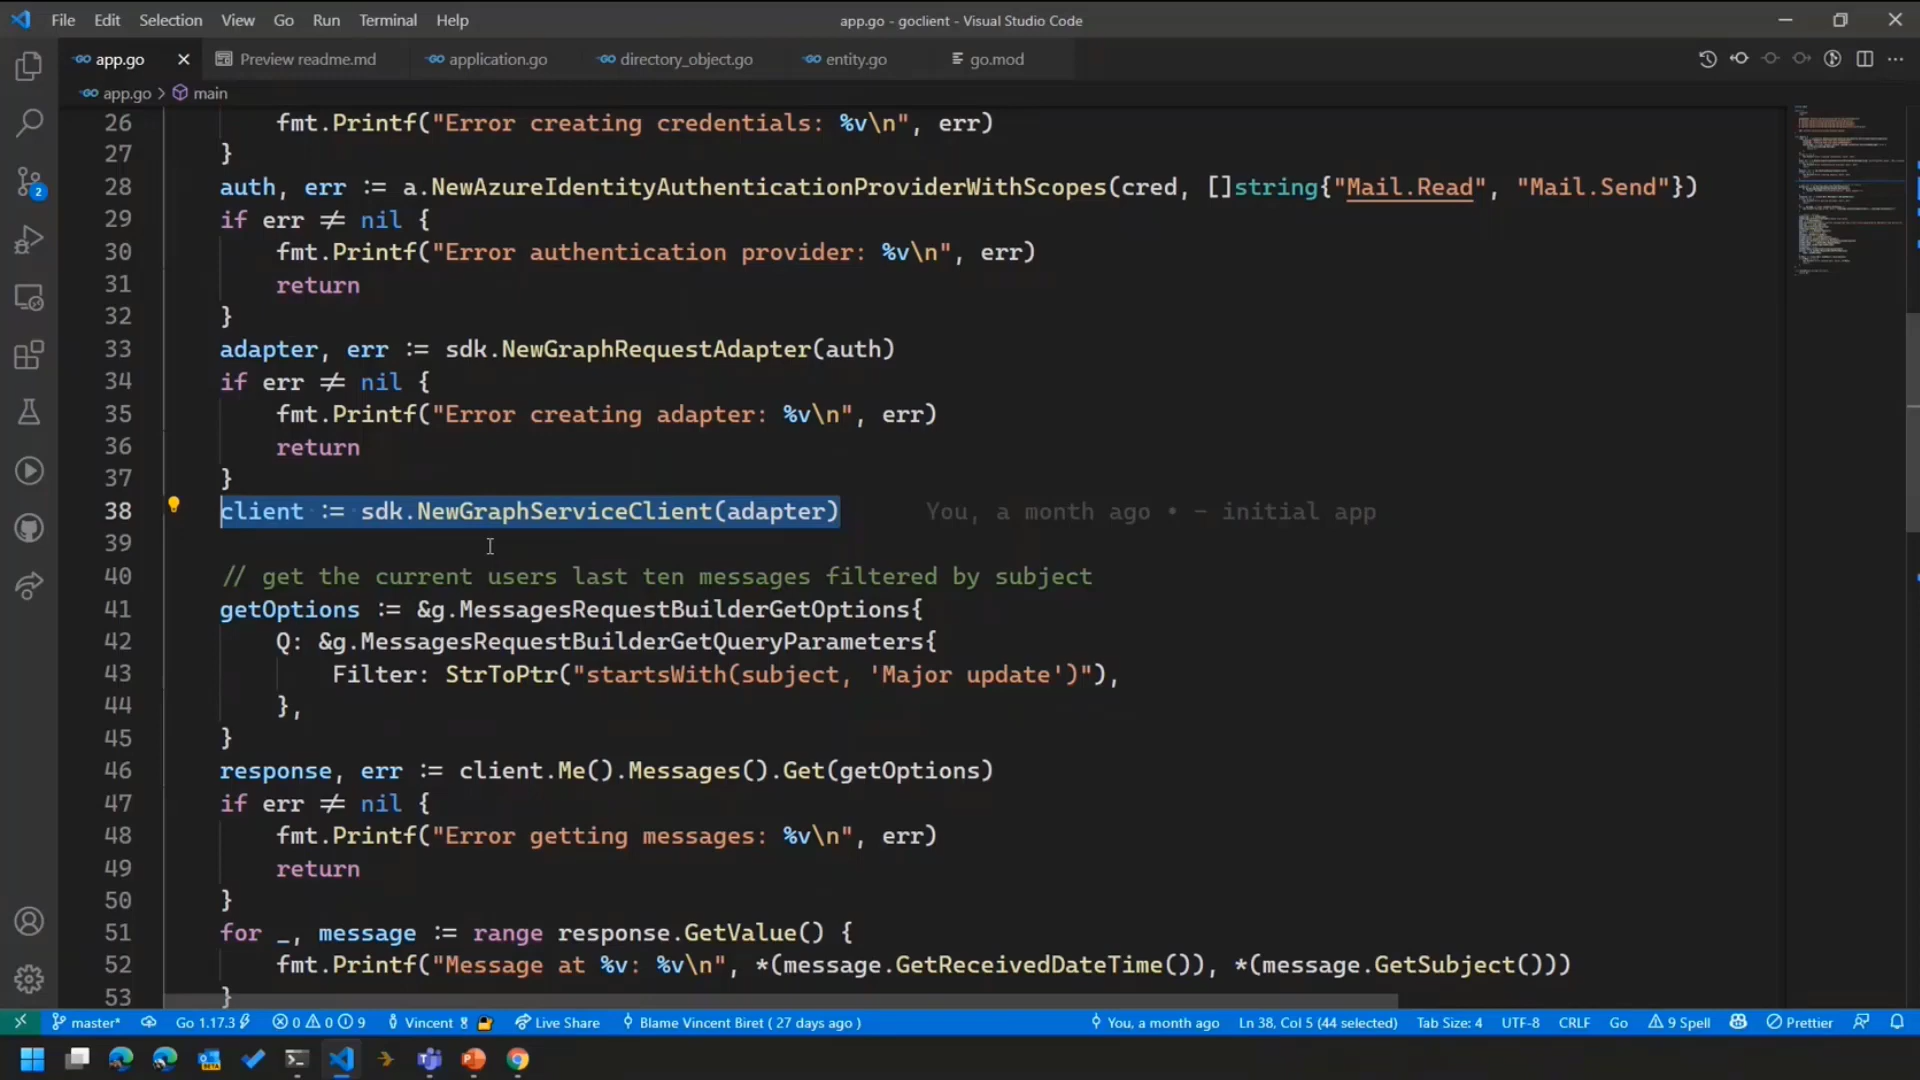 File Edit Selection View Go Run Terminal Help app.go - goclient - Visual Studio Code
app.go Preview readme.md application.go directory_object.go entity.go go.mod
app.go > main
26 fmt.Printf("Error creating credentials: %v\n", err)
27 }
28 auth, err := a.NewAzureIdentityAuthenticationProviderWithScopes(cred, []string{"Mail.Read", "Mail.Send"})
29 if err ≠ nil {
30 fmt.Printf("Error authentication provider: %v\n", err)
31 return
32 }
33 adapter, err := sdk.NewGraphRequestAdapter(auth)
34 if err ≠ nil {
35 fmt.Printf("Error creating adapter: %v\n", err)
36 return
37 }
38 client := sdk.NewGraphServiceClient(adapter) You, a month ago • - initial app
39
40 // get the current users last ten messages filtered by subject
41 getOptions := &g.MessagesRequestBuilderGetOptions{
42 Q: &g.MessagesRequestBuilderGetQueryParameters{
43 Filter: StrToPtr("startsWith(subject, 'Major update')"),
44 },
45 }
46 response, err := client.Me().Messages().Get(getOptions)
47 if err ≠ nil {
48 fmt.Printf("Error getting messages: %v\n", err)
49 return
50 }
51 for _, message := range response.GetValue() {
52 fmt.Printf("Message at %v: %v\n", *(message.GetReceivedDateTime()), *(message.GetSubject()))
53 }
2
master* Go 1.17.3 0 0 9 Vincent Live Share Blame Vincent Biret ( 27 days ago ) You, a month ago Ln 38, Col 5 (44 selected) Tab Size: 4 UTF-8 CRLF Go 9 Spell Prettier